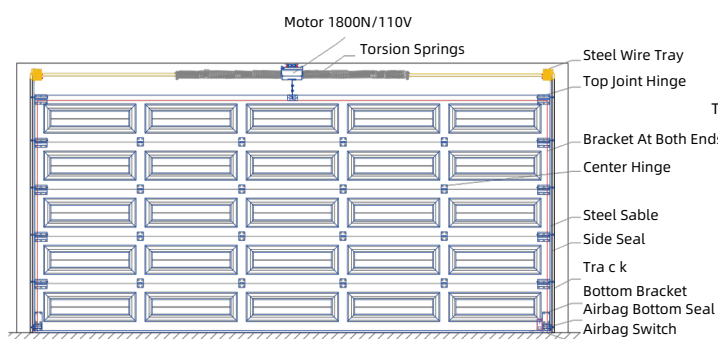 Motor 1800N/110V
Torsion Springs
Steel Wire Tray
Top Joint Hinge
T
Bracket At Both Ends
Center Hinge
Steel Sable
Side Seal
Tra c k
Bottom Bracket
Airbag Bottom Seal
Airbag Switch